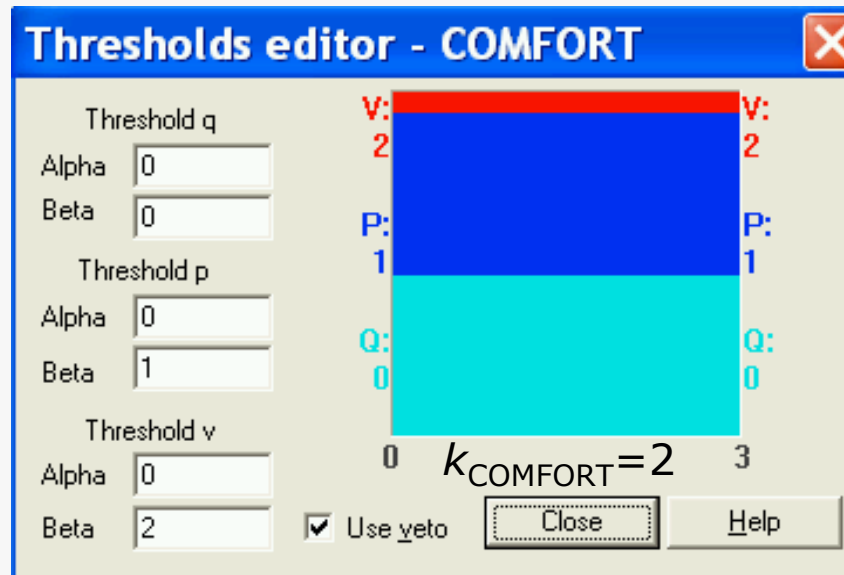 Thresholds editor - COMFORT
Threshold q
Alpha 0
Beta 0
Threshold p
Alpha 0
Beta 1
Threshold v
Alpha 0
Beta 2
V: V:
2 2
P: P:
1 1
Q: Q:
0 0
0 kCOMFORT=2 3
Use veto Close Help